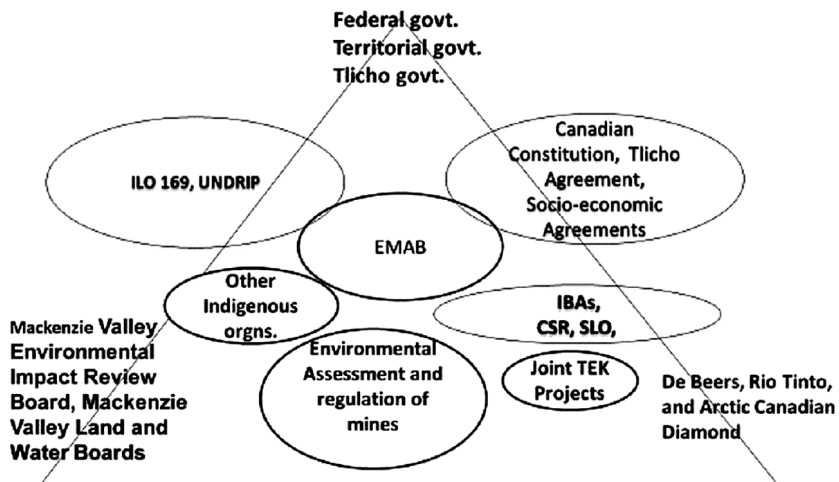 Federal govt.
Territorial govt.
Tlicho govt.
ILO 169, UNDRIP
Canadian
Constitution, Tlicho
Agreement,
Socio-economic
Agreements
EMAB
Other
Indigenous
orgns.
IBAs,
CSR, SLO,
Mackenzie Valley
Environmental
Impact Review
Board, Mackenzie
Valley Land and
Water Boards
Environmental
Assessment and
regulation of
mines
Joint TEK
Projects
De Beers, Rio Tinto,
and Arctic Canadian
Diamond